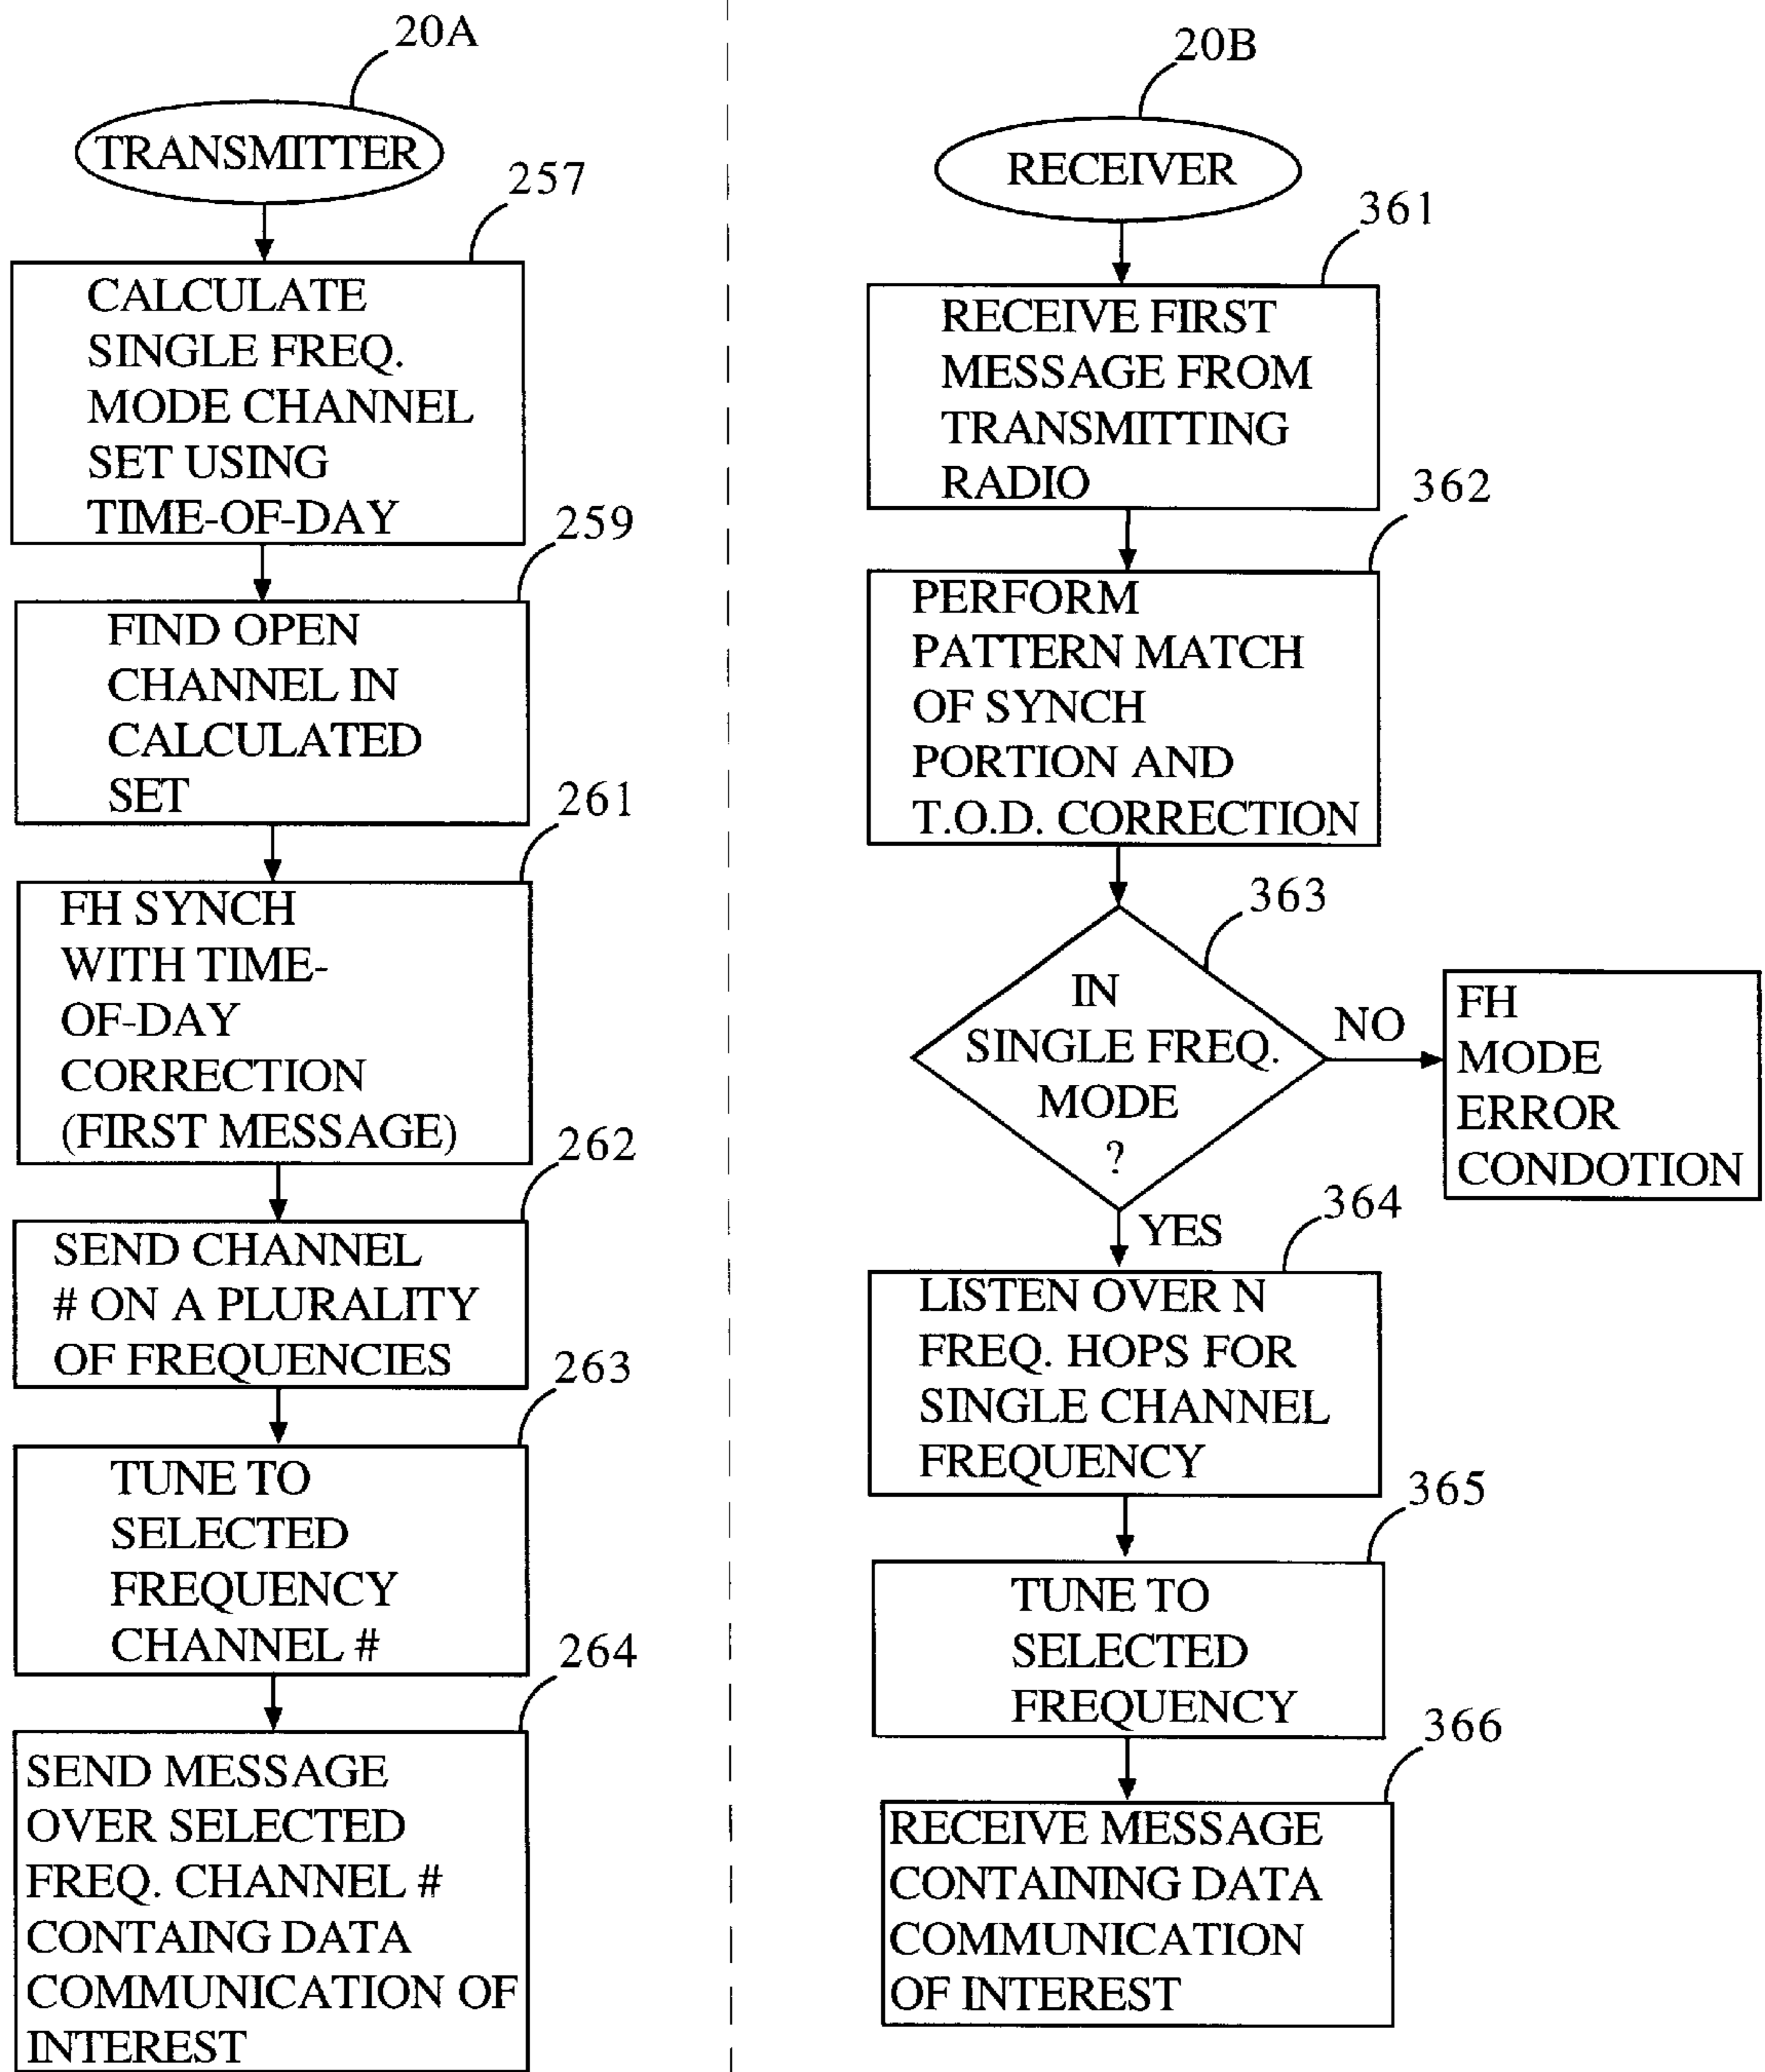 20A
TRANSMITTER
257
CALCULATE
SINGLE FREQ.
MODE CHANNEL
SET USING
TIME-OF-DAY
259
FIND OPEN
CHANNEL IN
CALCULATED
SET
261
FH SYNCH
WITH TIME-
OF-DAY
CORRECTION
(FIRST MESSAGE)
262
SEND CHANNEL
# ON A PLURALITY
OF FREQUENCIES
263
TUNE TO
SELECTED
FREQUENCY
CHANNEL #
264
SEND MESSAGE
OVER SELECTED
FREQ. CHANNEL #
CONTAING DATA
COMMUNICATION OF
INTEREST
20B
RECEIVER
361
RECEIVE FIRST
MESSAGE FROM
TRANSMITTING
RADIO
362
PERFORM
PATTERN MATCH
OF SYNCH
PORTION AND
T.O.D. CORRECTION
363
IN
SINGLE FREQ.
MODE
?
NO
FH
MODE
ERROR
CONDOTION
YES
364
LISTEN OVER N
FREQ. HOPS FOR
SINGLE CHANNEL
FREQUENCY
365
TUNE TO
SELECTED
FREQUENCY
366
RECEIVE MESSAGE
CONTAINING DATA
COMMUNICATION
OF INTEREST